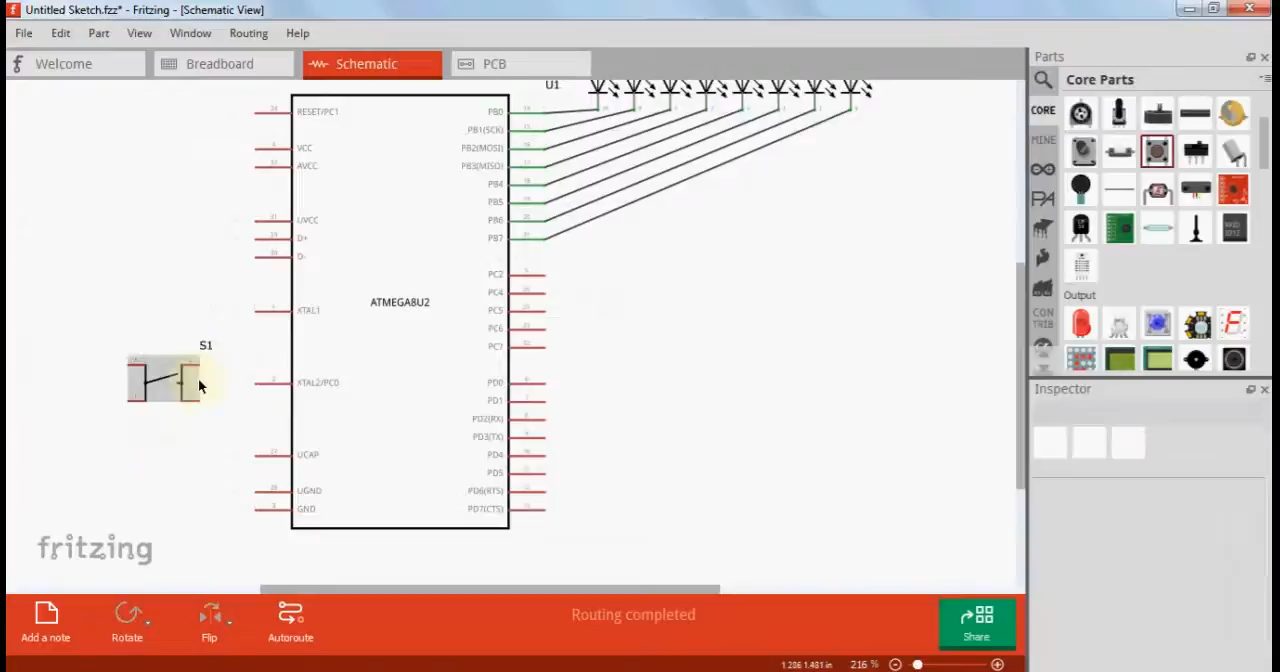 Untitled Sketch.fzz* - Fritzing - [Schematic View]
File Edit Part View Window Routing Help
Welcome Breadboard Schematic PCB
Parts
Core Parts
CORE
MINE
CON
TRIB
Output
Inspector
U1
RESET/PC1 PB0
PB1(SCK)
VCC PB2(MOSI)
AVCC PB3(MISO)
PB4
PB5
UVCC PB6
D+ PB7
D-
PC2
PC4
ATMEGA8U2
XTAL1 PC5
PC6
PC7
S1
XTAL2/PC0 PD0
PD1
PD2(RX)
PD3(TX)
UCAP PD4
PD5
UGND PD6(RTS)
GND PD7(CTS)
fritzing
Add a note Rotate Flip Autoroute
Routing completed
Share
216 %